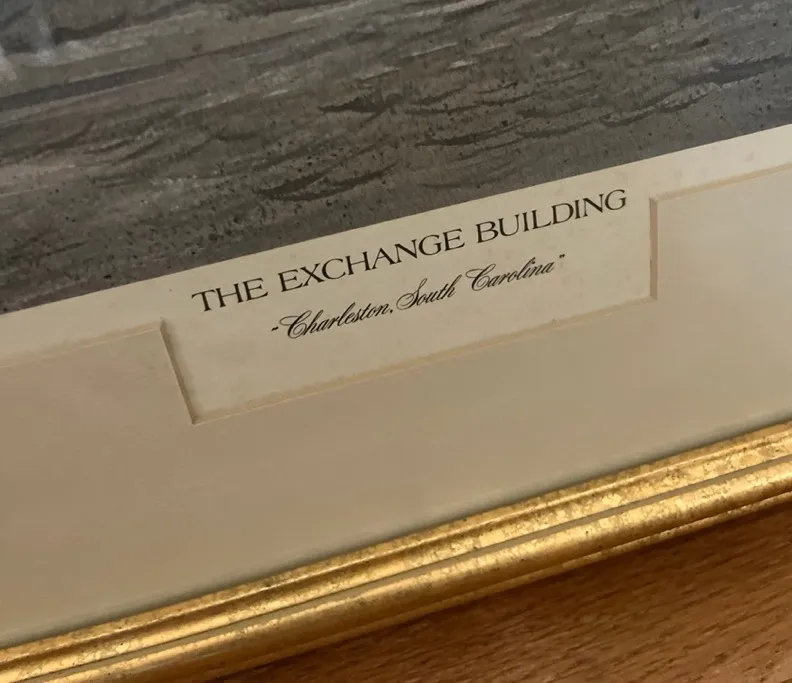 THE EXCHANGE BUILDING
"Charleston, South Carolina"